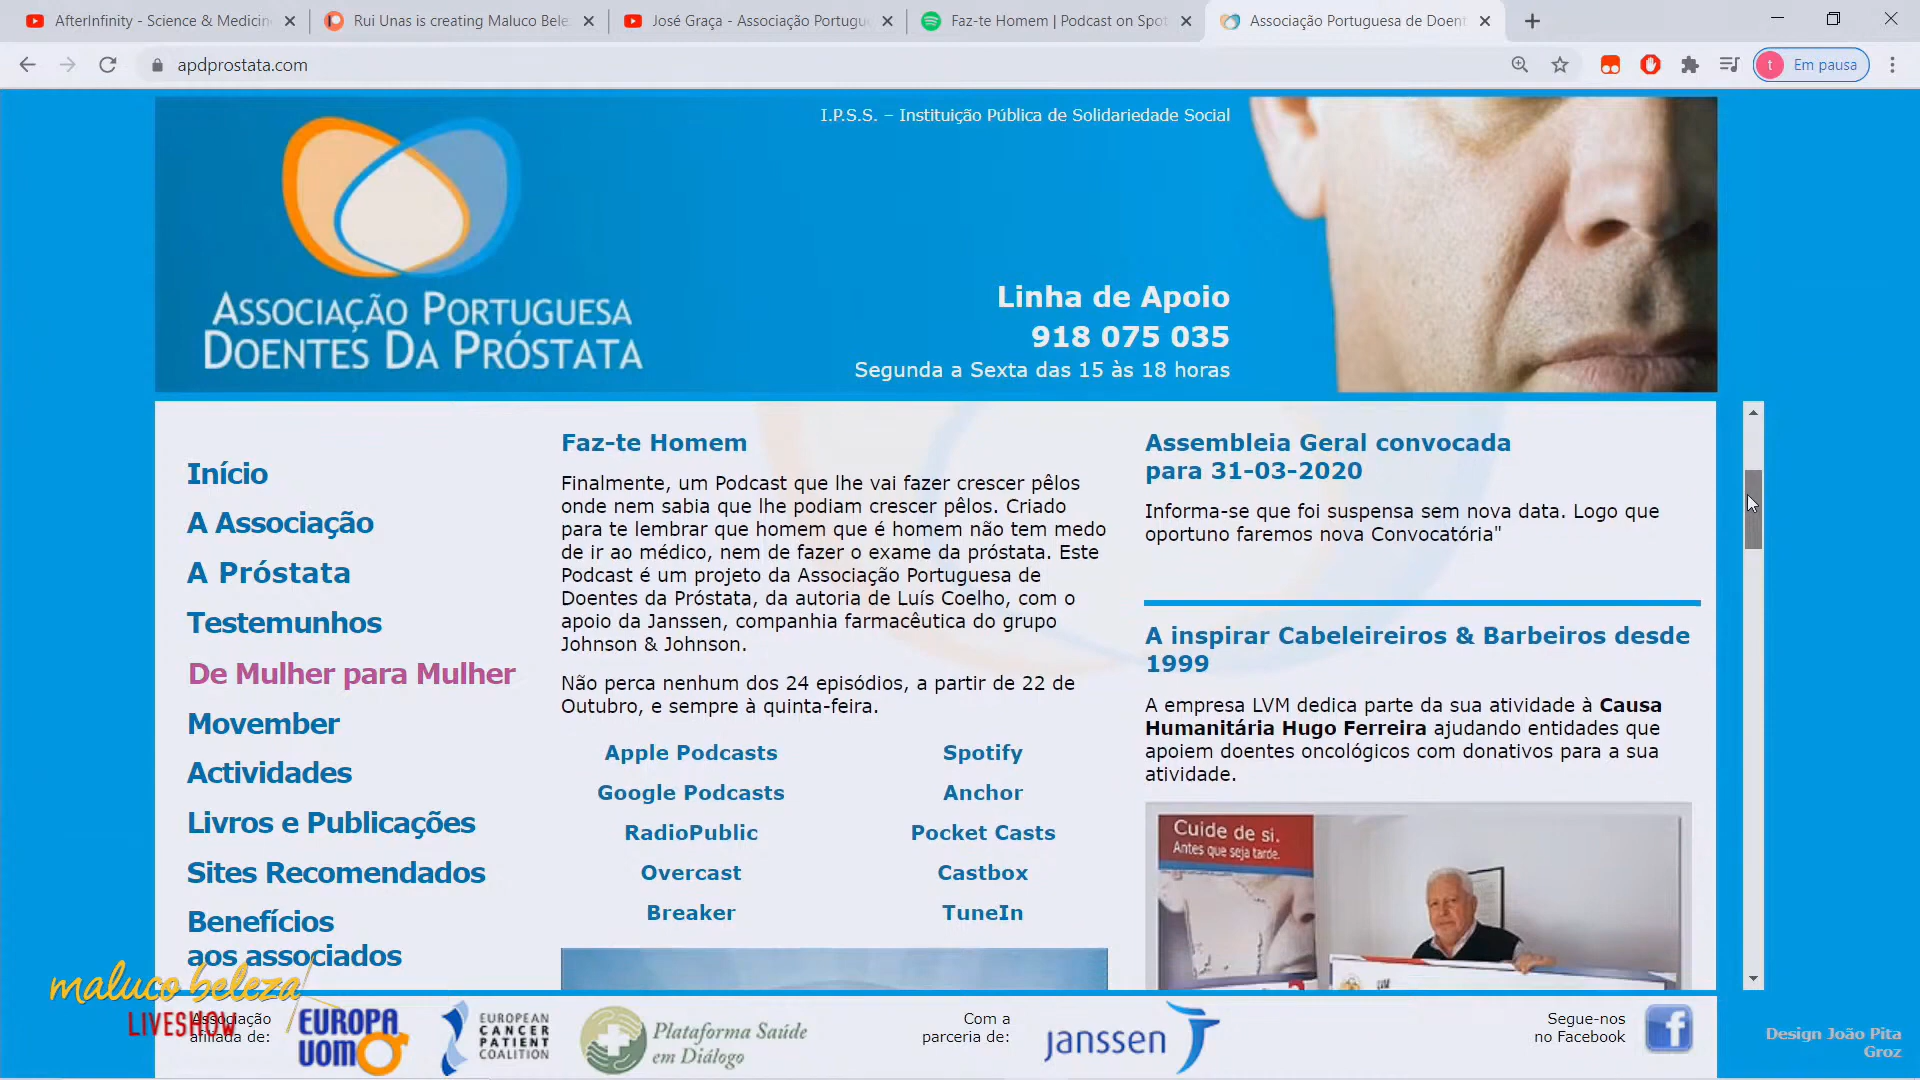 AfterInfinity - Science & Medicin
Rui Unas is creating Maluco Bele
José Graça - Associação Portugu
Faz-te Homem | Podcast on Spot
Associação Portuguesa de Doent
apdprostata.com
t Em pausa
I.P.S.S. – Instituição Pública de Solidariedade Social
ASSOCIAÇÃO PORTUGUESA
DOENTES DA PRÓSTATA
Linha de Apoio
918 075 035
Segunda a Sexta das 15 às 18 horas
Início
A Associação
A Próstata
Testemunhos
De Mulher para Mulher
Movember
Actividades
Livros e Publicações
Sites Recomendados
Benefícios
aos associados
Faz-te Homem
Finalmente, um Podcast que lhe vai fazer crescer pêlos
onde nem sabia que lhe podiam crescer pêlos. Criado
para te lembrar que homem que é homem não tem medo
de ir ao médico, nem de fazer o exame da próstata. Este
Podcast é um projeto da Associação Portuguesa de
Doentes da Próstata, da autoria de Luís Coelho, com o
apoio da Janssen, companhia farmacêutica do grupo
Johnson & Johnson.
Não perca nenhum dos 24 episódios, a partir de 22 de
Outubro, e sempre à quinta-feira.
Apple Podcasts Spotify
Google Podcasts Anchor
RadioPublic Pocket Casts
Overcast Castbox
Breaker TuneIn
Assembleia Geral convocada
para 31-03-2020
Informa-se que foi suspensa sem nova data. Logo que
oportuno faremos nova Convocatória"
A inspirar Cabeleireiros & Barbeiros desde
1999
A empresa LVM dedica parte da sua atividade à Causa
Humanitária Hugo Ferreira ajudando entidades que
apoiem doentes oncológicos com donativos para a sua
atividade.
Cuide de si.
Antes que seja tarde.
maluco beleza
LIVESHOW
Associação
afiliada de:
EUROPA
UOMO
EUROPEAN
CANCER
PATIENT
COALITION
Plataforma Saúde
em Diálogo
Com a
parceria de:
janssen
Segue-nos
no Facebook
f
Design João Pita
Groz